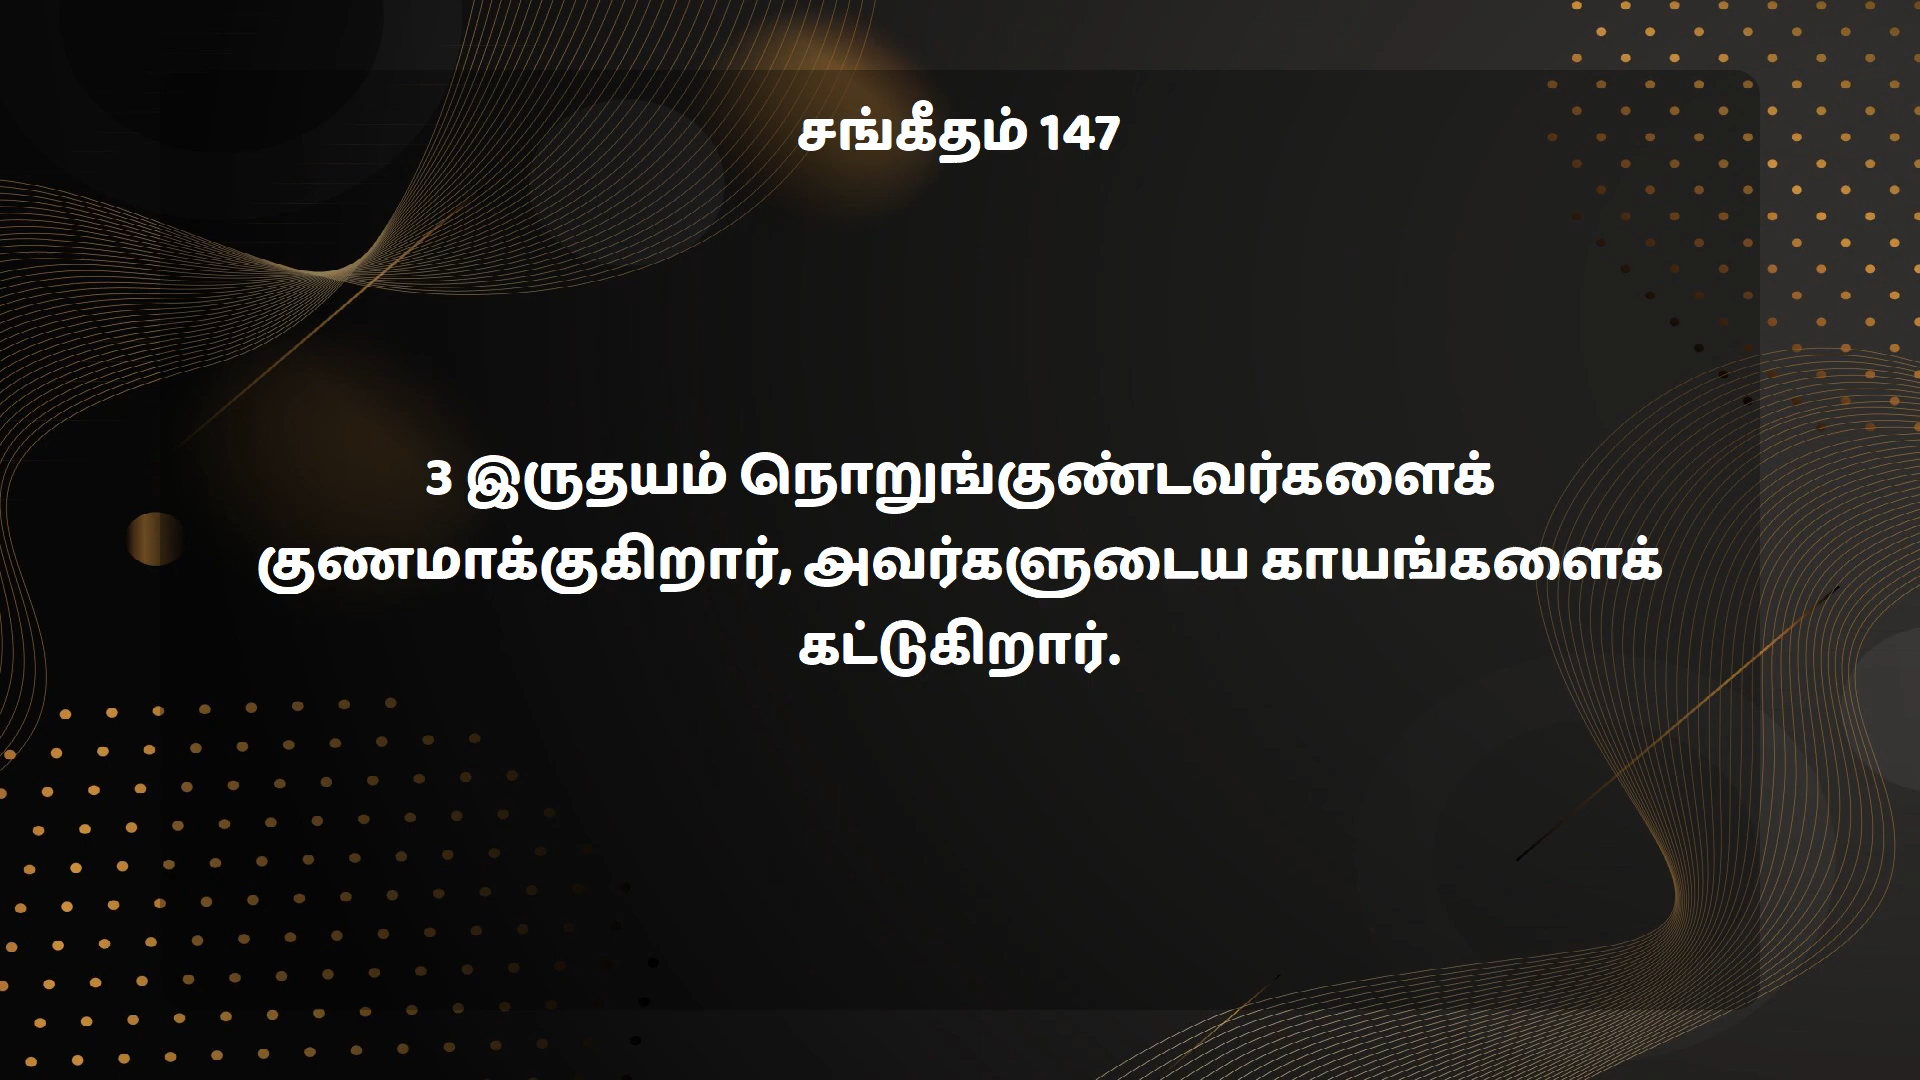 சங்கீதம் 147
3 இருதயம் நொறுங்குண்டவர்களைக்
குணமாக்குகிறார், அவர்களுடைய காயங்களைக்
கட்டுகிறார்.